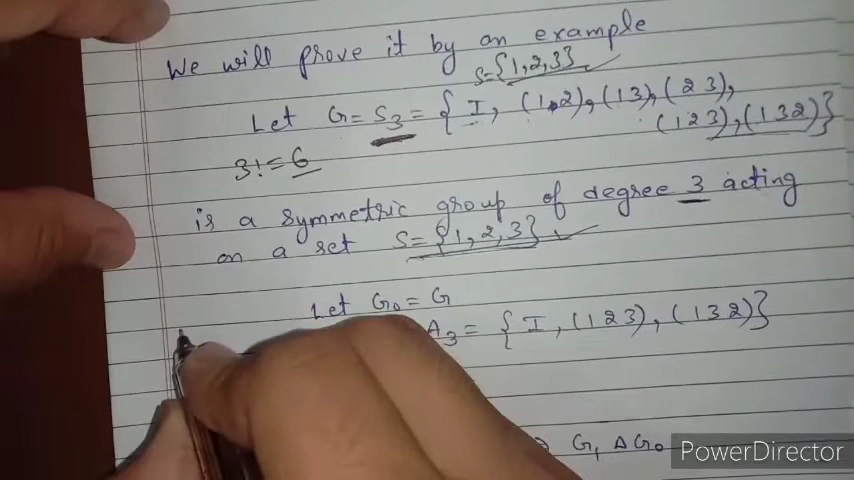 We will prove it by an example
S={1,2,3}
Let G=S₃= { I, (1,2),(13),(23),
(123),(132)}
3!=6
is a symmetric group of degree 3 acting
on a set S={1,2,3}
Let G₀=G
A₃= { I, (123), (132)}
G₁ Δ G₀
PowerDirector